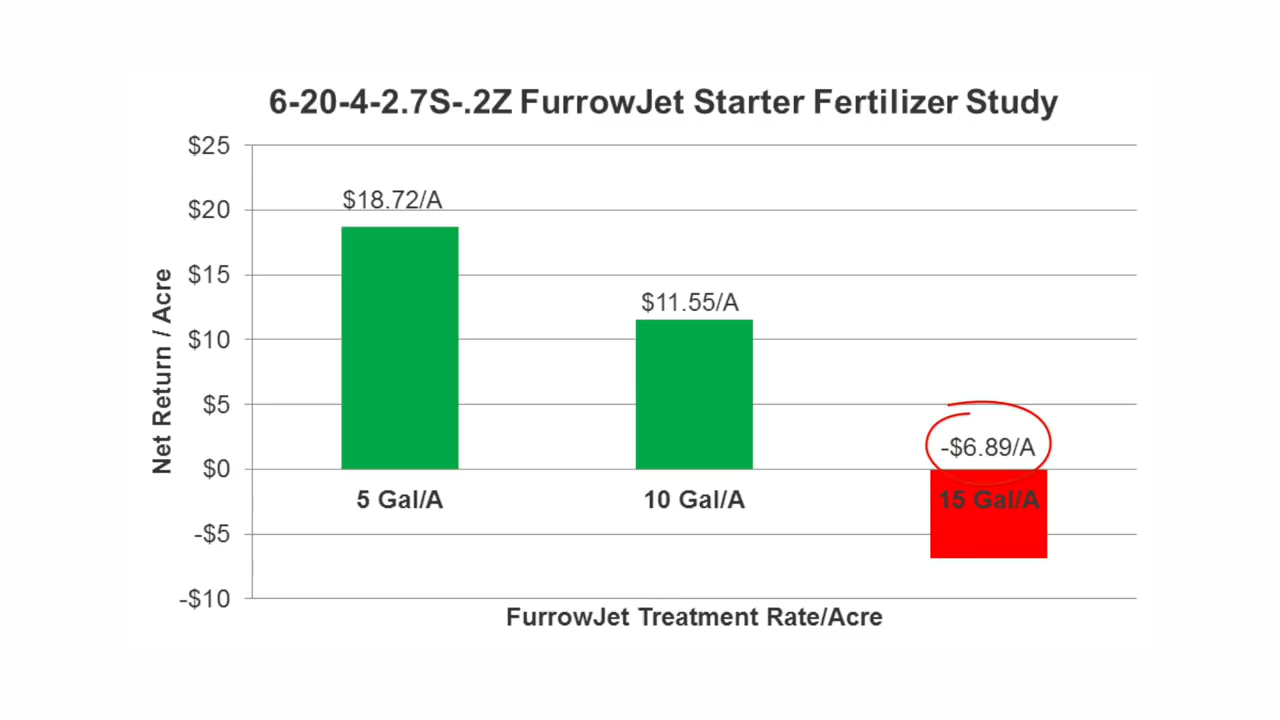 6-20-4-2.7S-.2Z FurrowJet Starter Fertilizer Study
$25
$20
$15
$10
$5
$0
-$5
-$10
Net Return / Acre
$18.72/A
$11.55/A
-$6.89/A
5 Gal/A
10 Gal/A
15 Gal/A
FurrowJet Treatment Rate/Acre